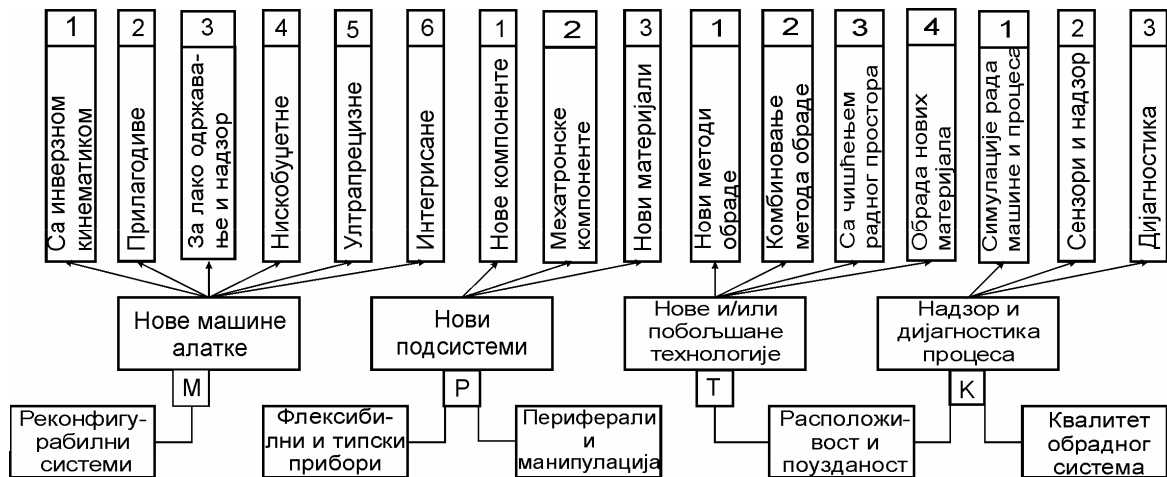 1
2
3
4
5
6
1
2
3
1
2
3
4
1
2
3
Са инверзном
кинематиком
Прилагодиве
За лако одржава-
ње и надзор
Нискобуџетне
Ултрапрецизне
Интегрисане
Нове компоненте
Мехатронске
компоненте
Нови материјали
Нови методи
обраде
Комбиновање
метода обраде
Са чишћењем
радног простора
Обрада нових
материјала
Симулације рада
машине и процеса
Сензори и надзор
Дијагностика
Нове машине
алатке
Нови
подсистеми
Нове и/или
побољшане
технологије
Надзор и
дијагностика
процеса
М
Р
Т
К
Реконфигу-
рабилни
системи
Флексиби-
лни и типски
прибори
Периферали и
манипулација
Расположи-
вост и
поузданост
Квалитет
обрадног
система